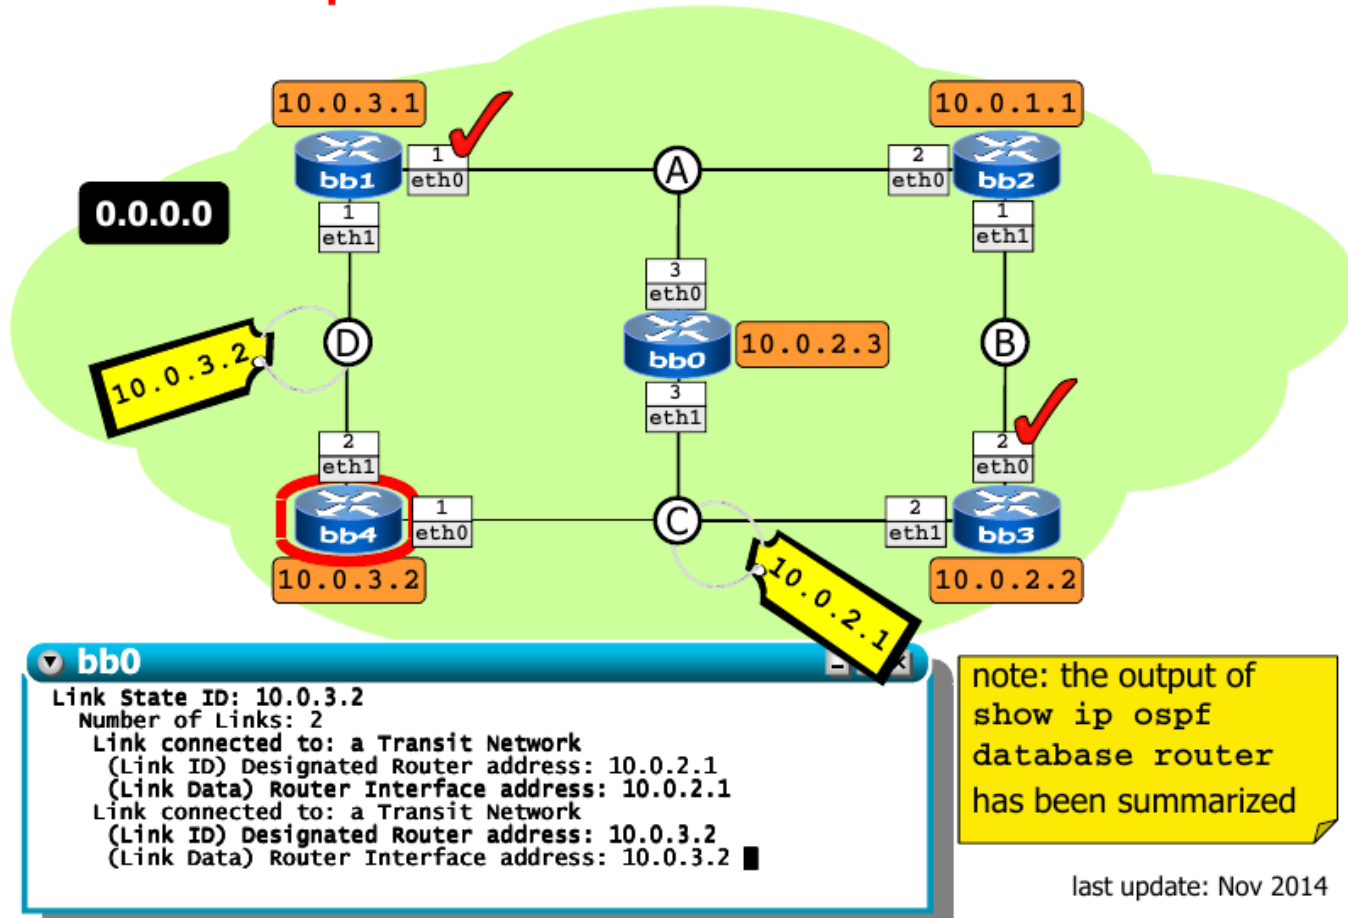 10.0.3.1
10.0.1.1
1
eth0
2
eth0
bb1
bb2
A
0.0.0.0
1
eth1
1
eth1
3
eth0
D
10.0.3.2
bb0
10.0.2.3
B
3
eth1
2
eth1
2
eth0
1
eth0
C
2
eth1
bb4
bb3
10.0.3.2
10.0.2.2
10.0.2.1
bb0
Link State ID: 10.0.3.2
Number of Links: 2
Link connected to: a Transit Network
(Link ID) Designated Router address: 10.0.2.1
(Link Data) Router Interface address: 10.0.2.1
Link connected to: a Transit Network
(Link ID) Designated Router address: 10.0.3.2
(Link Data) Router Interface address: 10.0.3.2
note: the output of
show ip ospf
database router
has been summarized
last update: Nov 2014